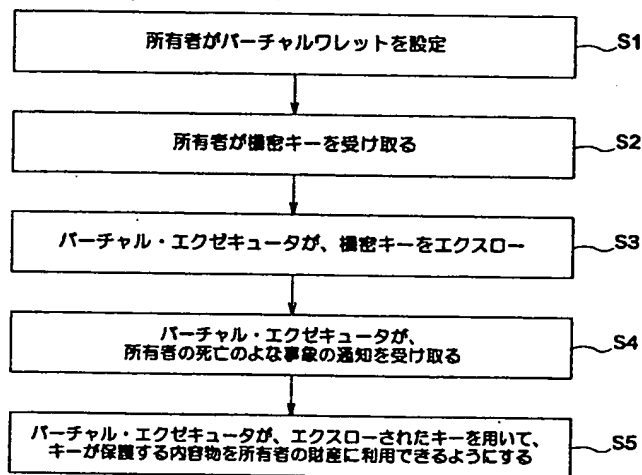 所有者がバーチャルワレットを設定
S1
所有者が機密キーを受け取る
S2
バーチャル・エクゼキュータが、機密キーをエクスロー
S3
バーチャル・エクゼキュータが、
所有者の死亡のよな事象の通知を受け取る
S4
バーチャル・エクゼキュータが、エクスローされたキーを用いて、
キーが保護する内容物を所有者の財産に利用できるようにする
S5